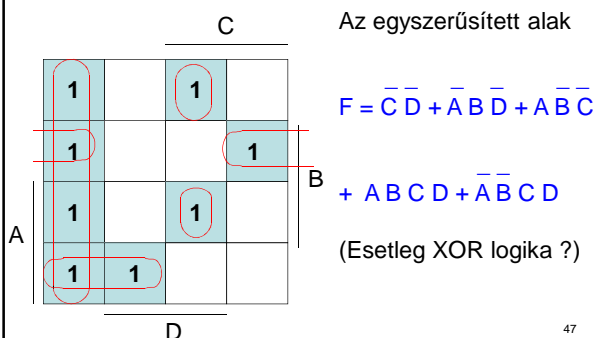 C
Az egyszerűsített alak
1 1
F = C̅ D̅ + A̅ B D̅ + A B̅ C̅
1 1
B
+ A B C D + A̅ B̅ C D
1 1
A
(Esetleg XOR logika ?)
1 1
D
47